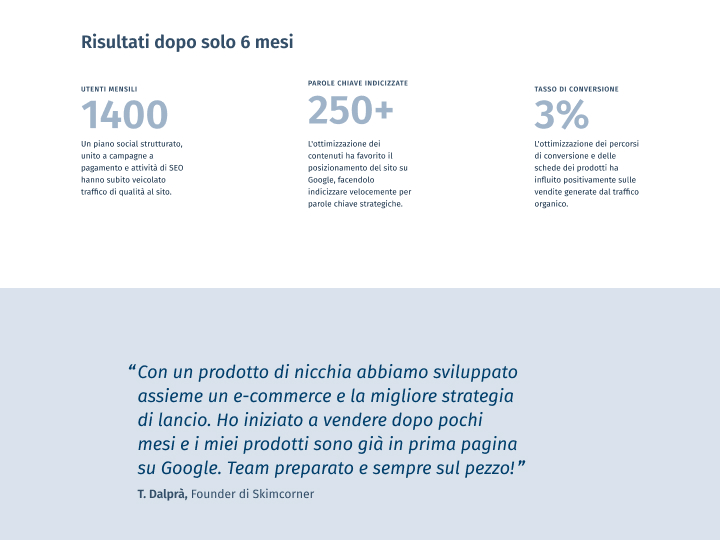 Risultati dopo solo 6 mesi
UTENTI MENSILI
1400
Un piano social strutturato,
unito a campagne a
pagamento e attività di SEO
hanno subito veicolato
traffico di qualità al sito.
PAROLE CHIAVE INDICIZZATE
250+
L'ottimizzazione dei
contenuti ha favorito il
posizionamento del sito su
Google, facendolo
indicizzare velocemente per
parole chiave strategiche.
TASSO DI CONVERSIONE
3%
L'ottimizzazione dei percorsi
di conversione e delle
schede dei prodotti ha
influito positivamente sulle
vendite generate dal traffico
organico.
“Con un prodotto di nicchia abbiamo sviluppato
assieme un e-commerce e la migliore strategia
di lancio. Ho iniziato a vendere dopo pochi
mesi e i miei prodotti sono già in prima pagina
su Google. Team preparato e sempre sul pezzo!”
T. Dalprà, Founder di Skimcorner